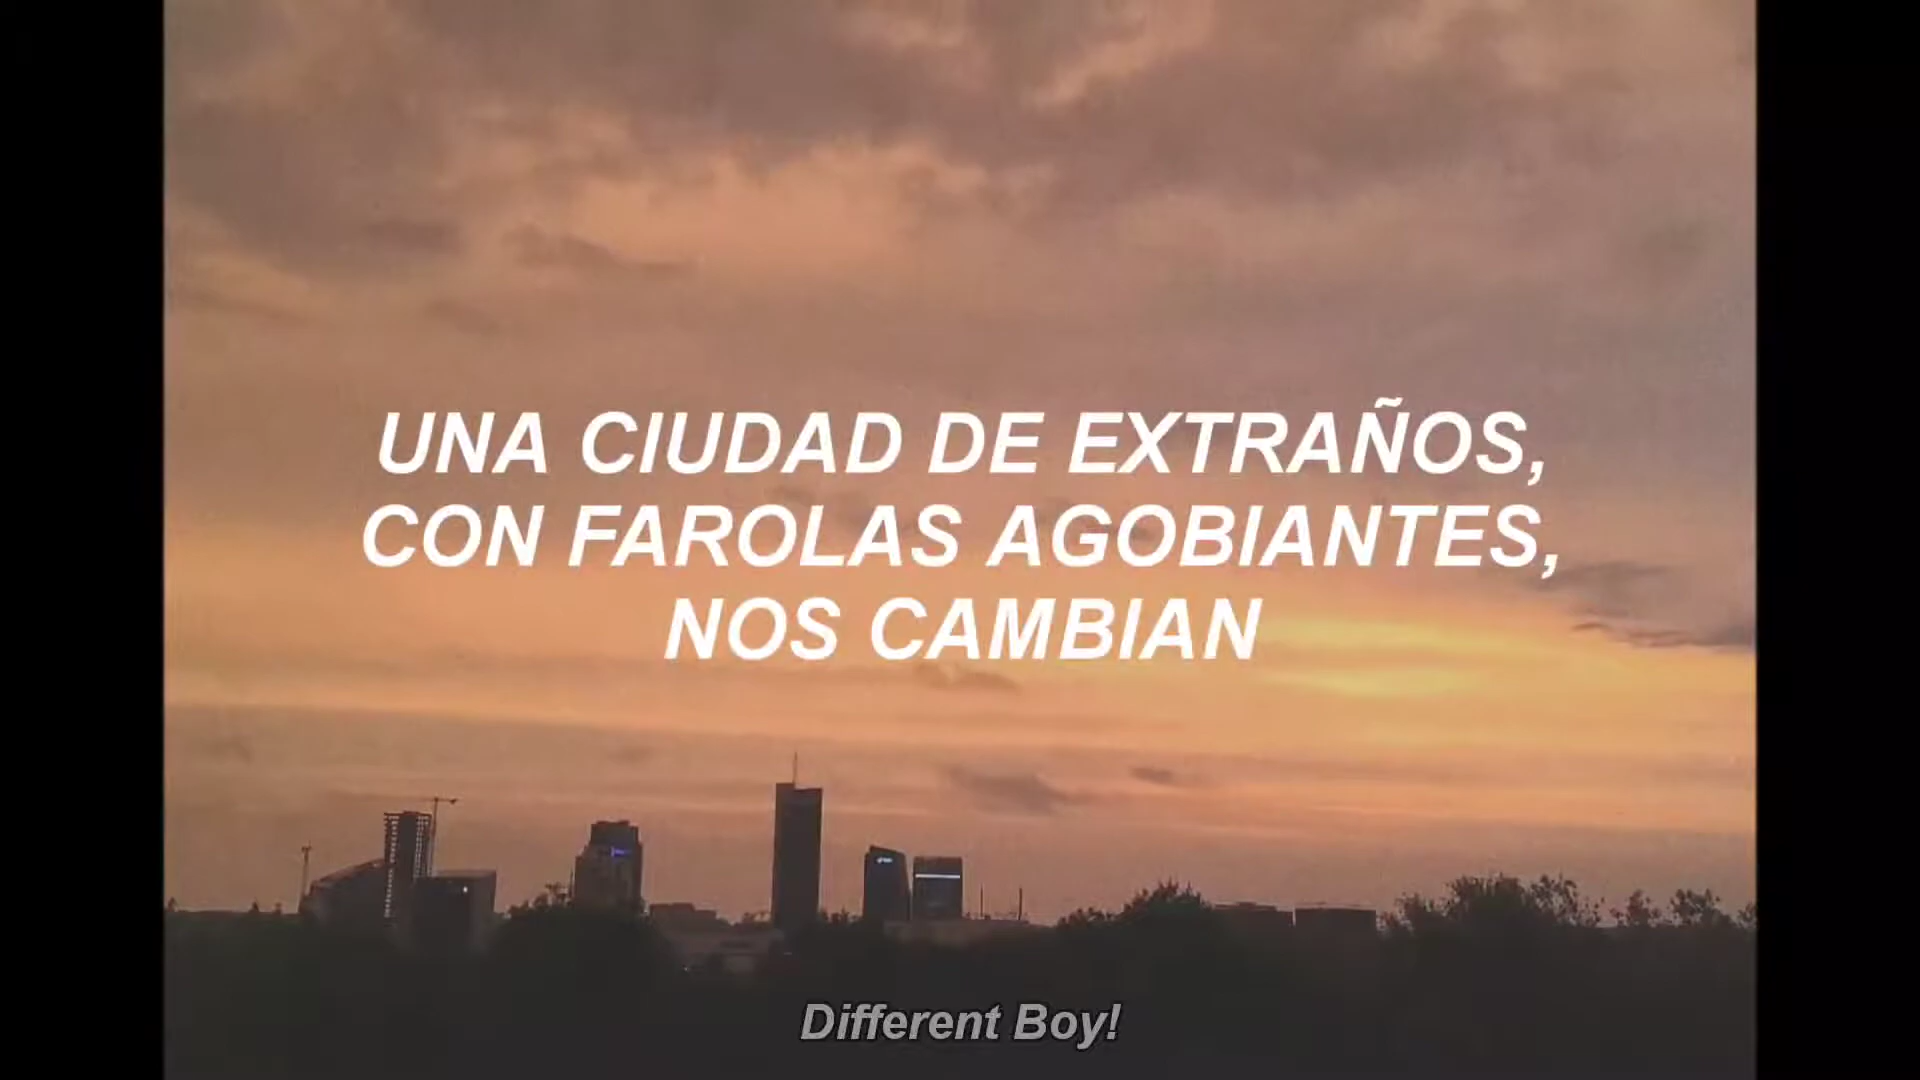 UNA CIUDAD DE EXTRAÑOS,
CON FAROLAS AGOBIANTES,
NOS CAMBIAN
Different Boy!